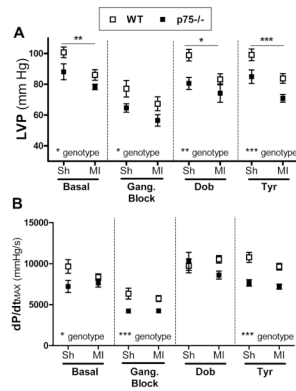 WT p75-/-
A
** * ***
LVP (mm Hg)
100
80
60
40
* genotype * genotype ** genotype *** genotype
Sh MI Sh MI Sh MI Sh MI
Basal Gang. Block Dob Tyr
B
dP/dtMAX (mmHg/s)
15000
10000
5000
0
* genotype *** genotype *** genotype
Sh MI Sh MI Sh MI Sh MI
Basal Gang. Block Dob Tyr